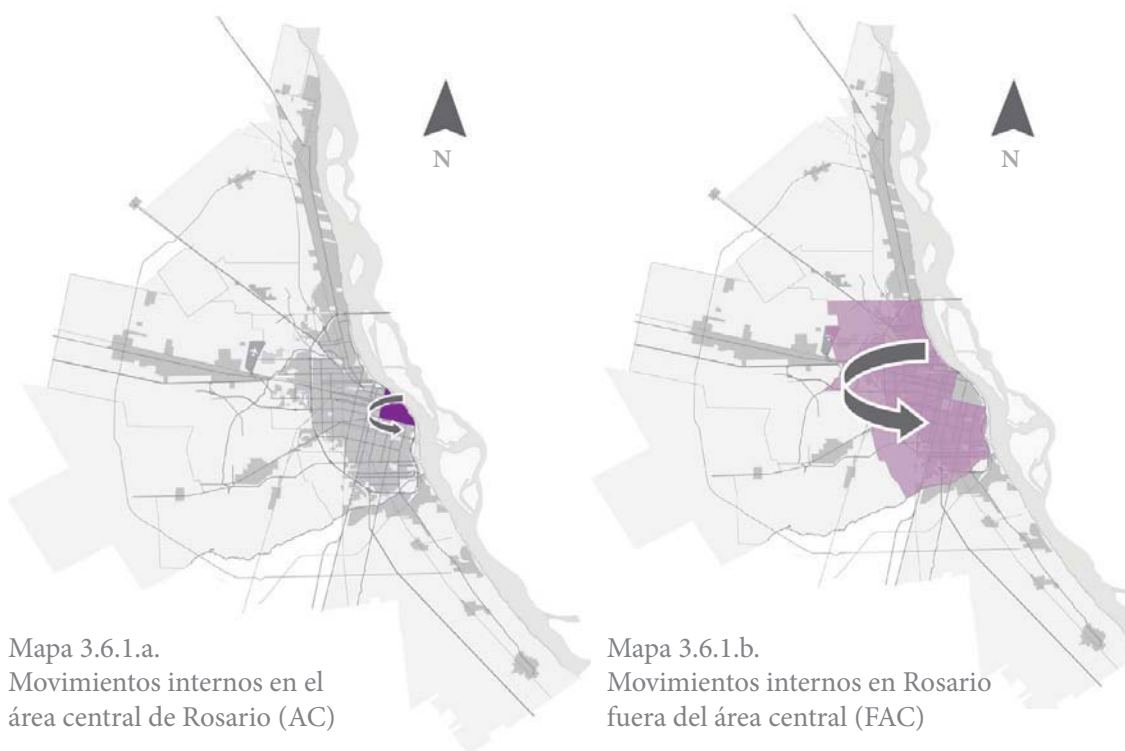 N
N
Mapa 3.6.1.a.
Movimientos internos en el
área central de Rosario (AC)
Mapa 3.6.1.b.
Movimientos internos en Rosario
fuera del área central (FAC)